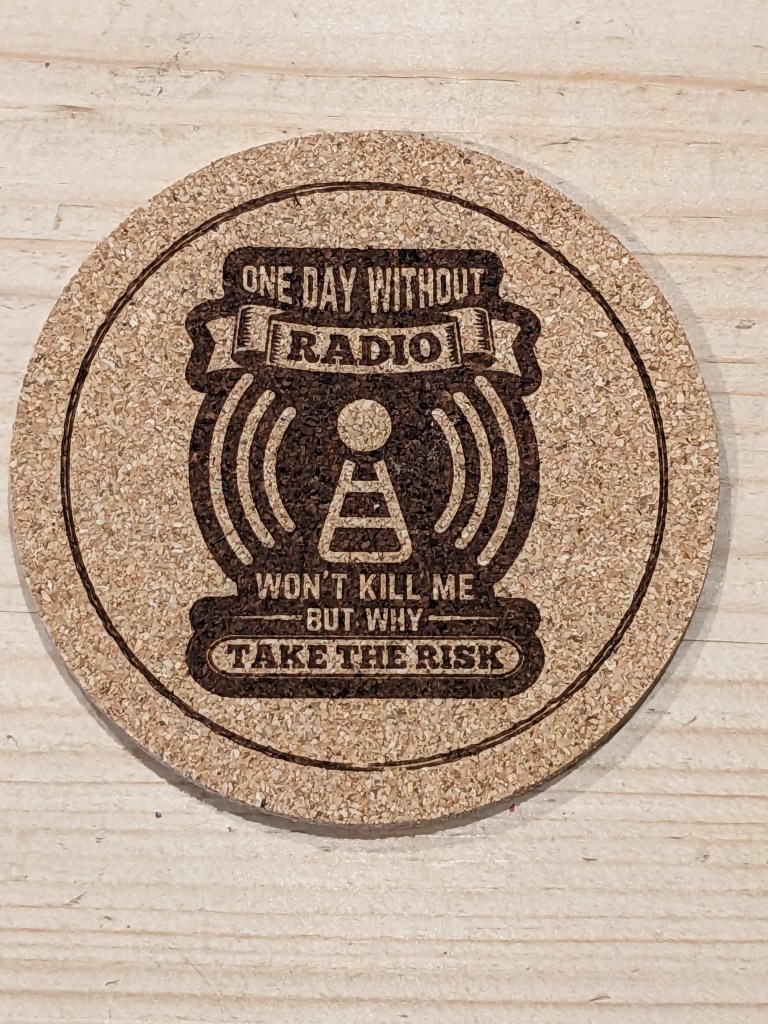 ONE DAY WITHOUT
RADIO
WON'T KILL ME
BUT WHY
TAKE THE RISK